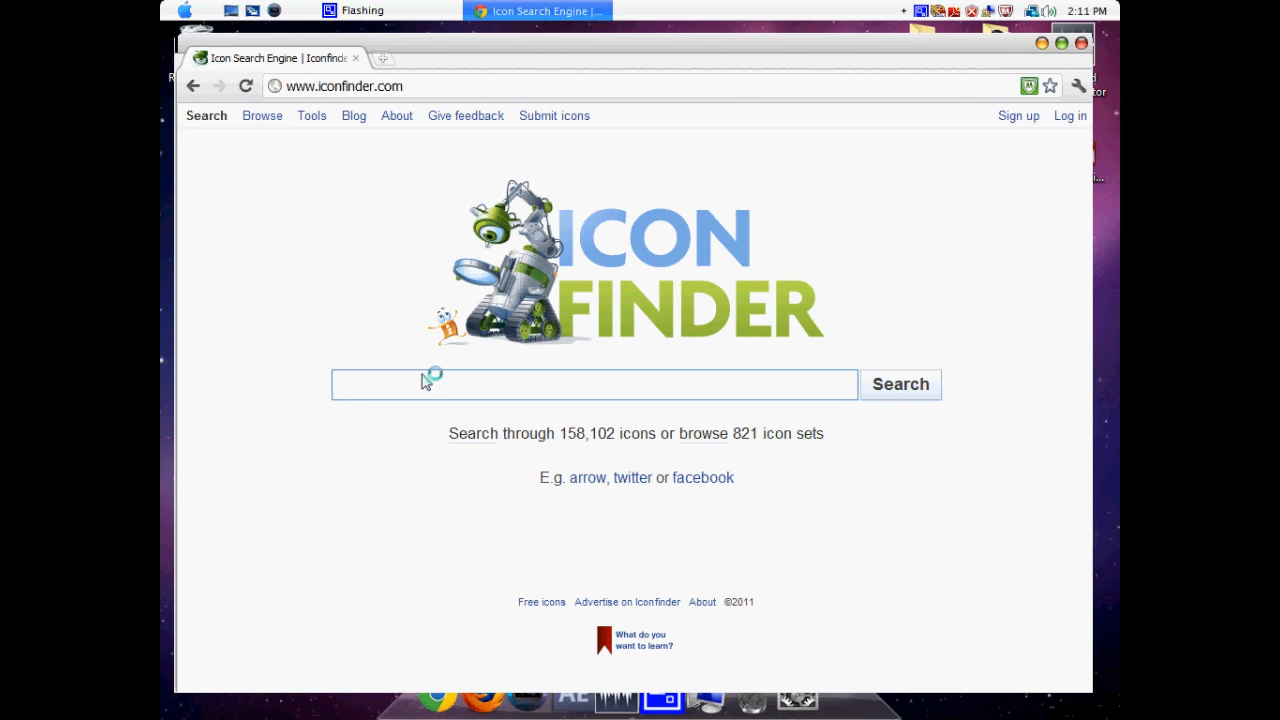 Flashing
Icon Search Engine |...
2:11 PM
Icon Search Engine | Iconfinde
www.iconfinder.com
Search Browse Tools Blog About Give feedback Submit icons Sign up Log in
ICON
FINDER
Search
Search through 158,102 icons or browse 821 icon sets
E.g. arrow, twitter or facebook
Free icons Advertise on Iconfinder About ©2011
What do you
want to learn?
AE